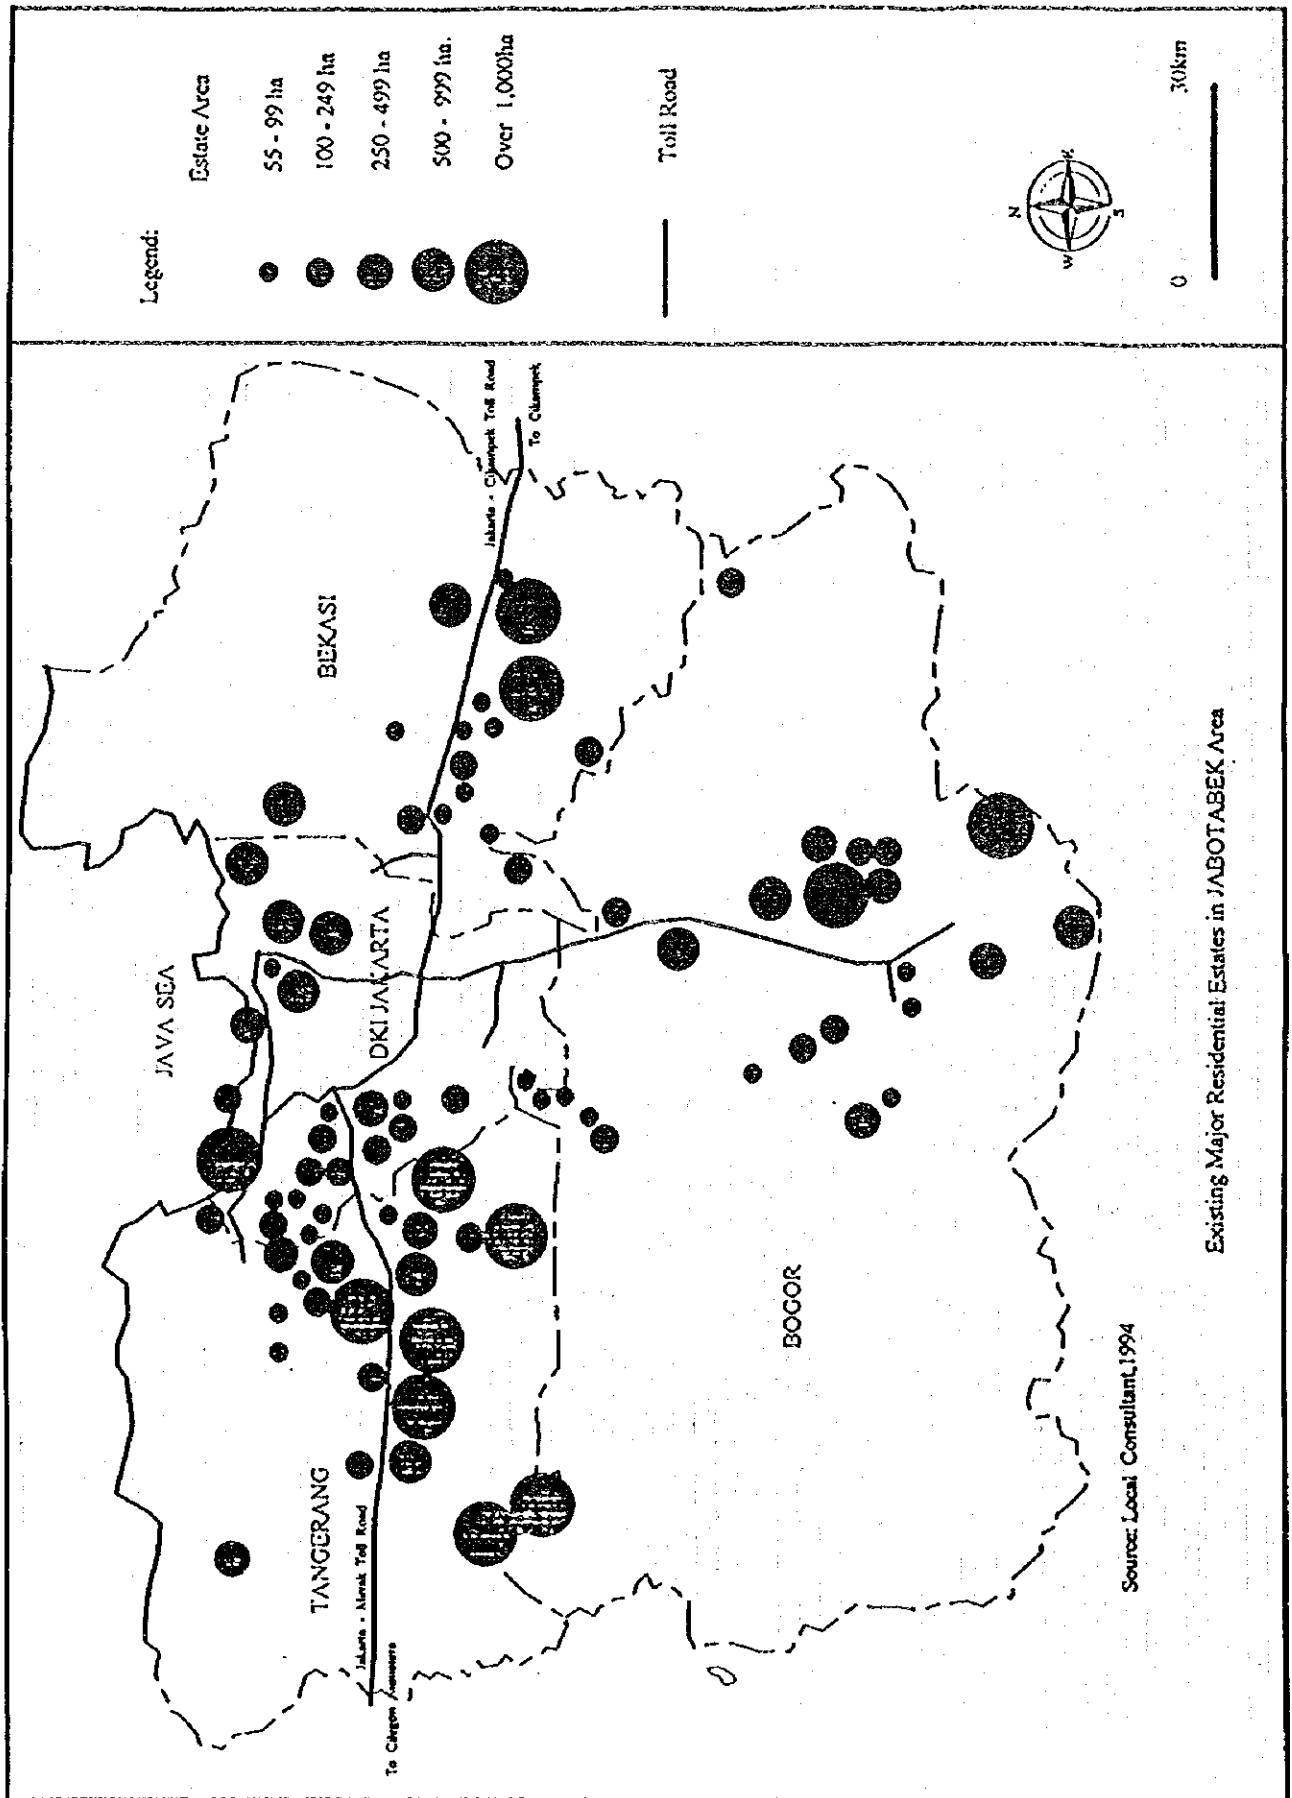 Legend:
Estate Area
55 - 99 ha
100 - 249 ha
250 - 499 ha
500 - 999 ha.
Over 1,000ha
Toll Road
N
W
E
S
0
30km
JAVA SEA
BEKASI
DKI JAKARTA
TANGERANG
BOGOR
Jakarta - Cikampek Toll Road
To Cikampek
Jakarta - Merak Toll Road
To Cilegon
Source: Local Consultant,1994
Existing Major Residential Estates in JABOTABEK Area